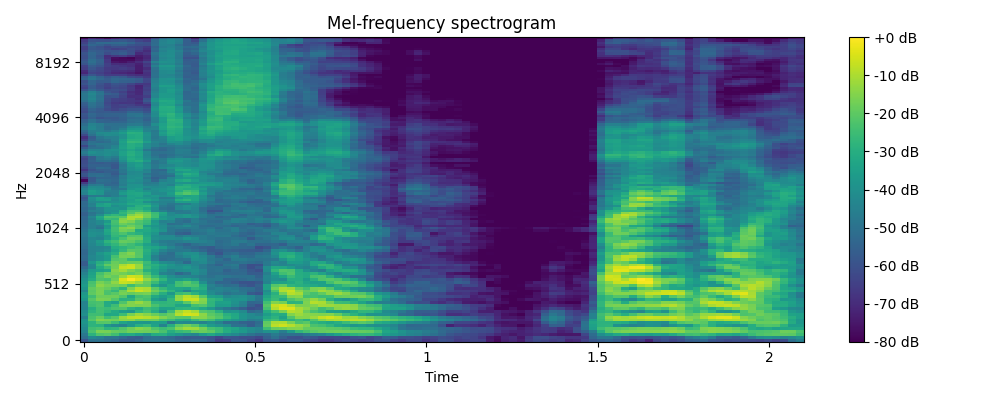 Mel-frequency spectrogram
8192
4096
2048
1024
512
0
Hz
0
0.5
1
1.5
2
Time
+0 dB
-10 dB
-20 dB
-30 dB
-40 dB
-50 dB
-60 dB
-70 dB
-80 dB